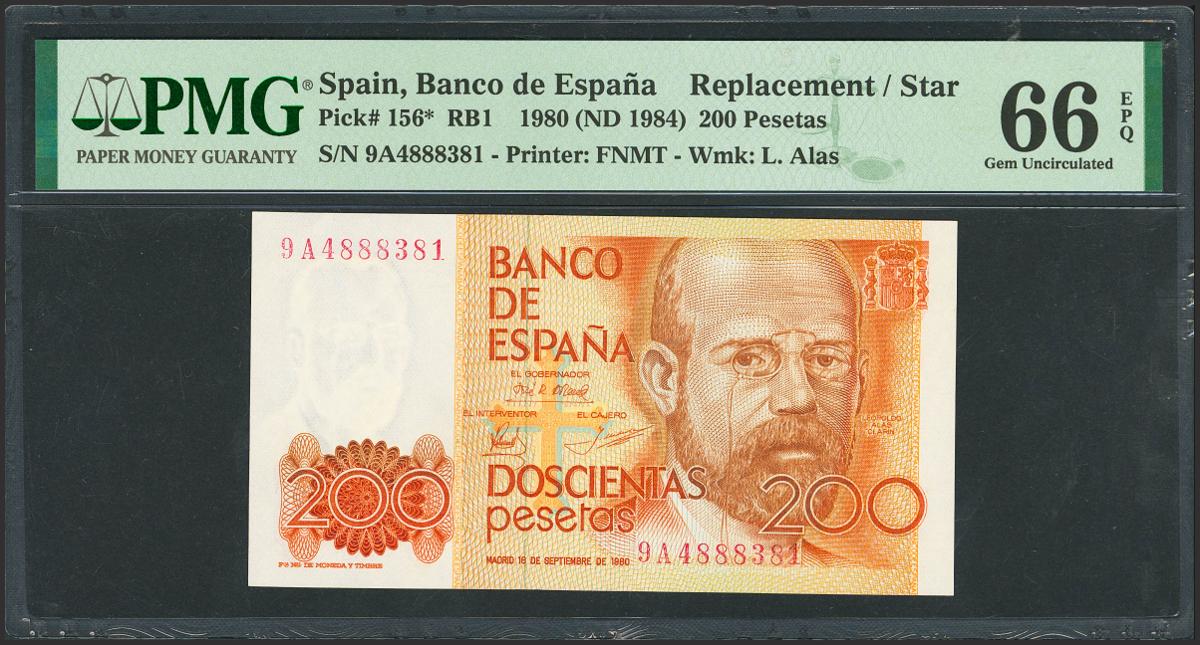 PMG®
PAPER MONEY GUARANTY
Spain, Banco de España Replacement / Star
Pick# 156* RB1 1980 (ND 1984) 200 Pesetas
S/N 9A4888381 - Printer: FNMT - Wmk: L. Alas
66
EPQ
Gem Uncirculated
9A4888381
BANCO
DE
ESPAÑA
EL GOBERNADOR
EL INTERVENTOR EL CAJERO
LEOPOLDO
ALAS
CLARIN
DOSCIENTAS
pesetas
200
200
MADRID 16 DE SEPTIEMBRE DE 1980
9A4888381
DE MONEDA Y TIMBRE